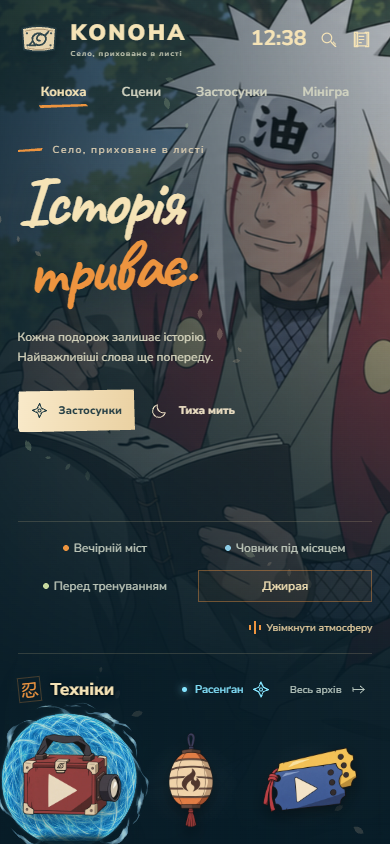 KONOHA
Село, приховане в листі
12:38
Коноха Сцени Застосунки Мінігра
Село, приховане в листі
油
Історія
триває.
Кожна подорож залишає історію.
Найважливіші слова ще попереду.
Застосунки Тиха мить
Вечірній міст Човник під місяцем
Перед тренуванням Джирая
Увімкнути атмосферу
忍 Техніки Расенґан Весь архів